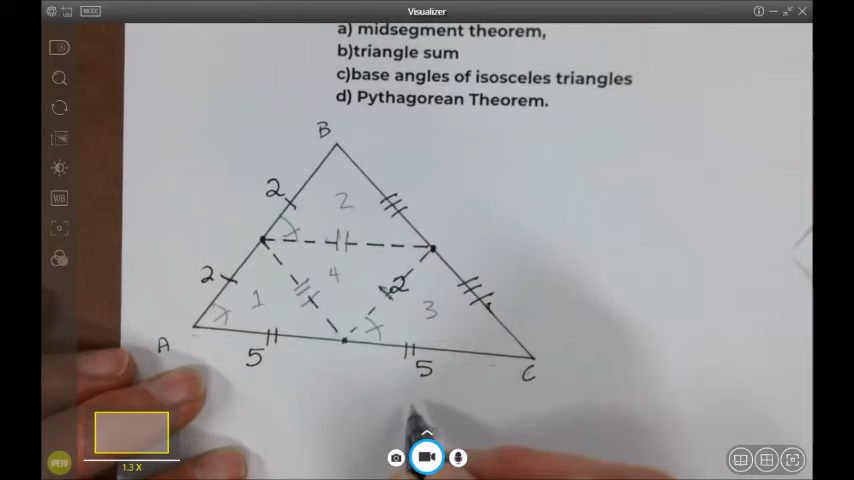 Visualizer
MODE
a) midsegment theorem,
b)triangle sum
c)base angles of isosceles triangles
d) Pythagorean Theorem.
B
2
2
x
4
2
2
1
x
x
3
A
5
5
C
WB
IPEVO
1.3 X